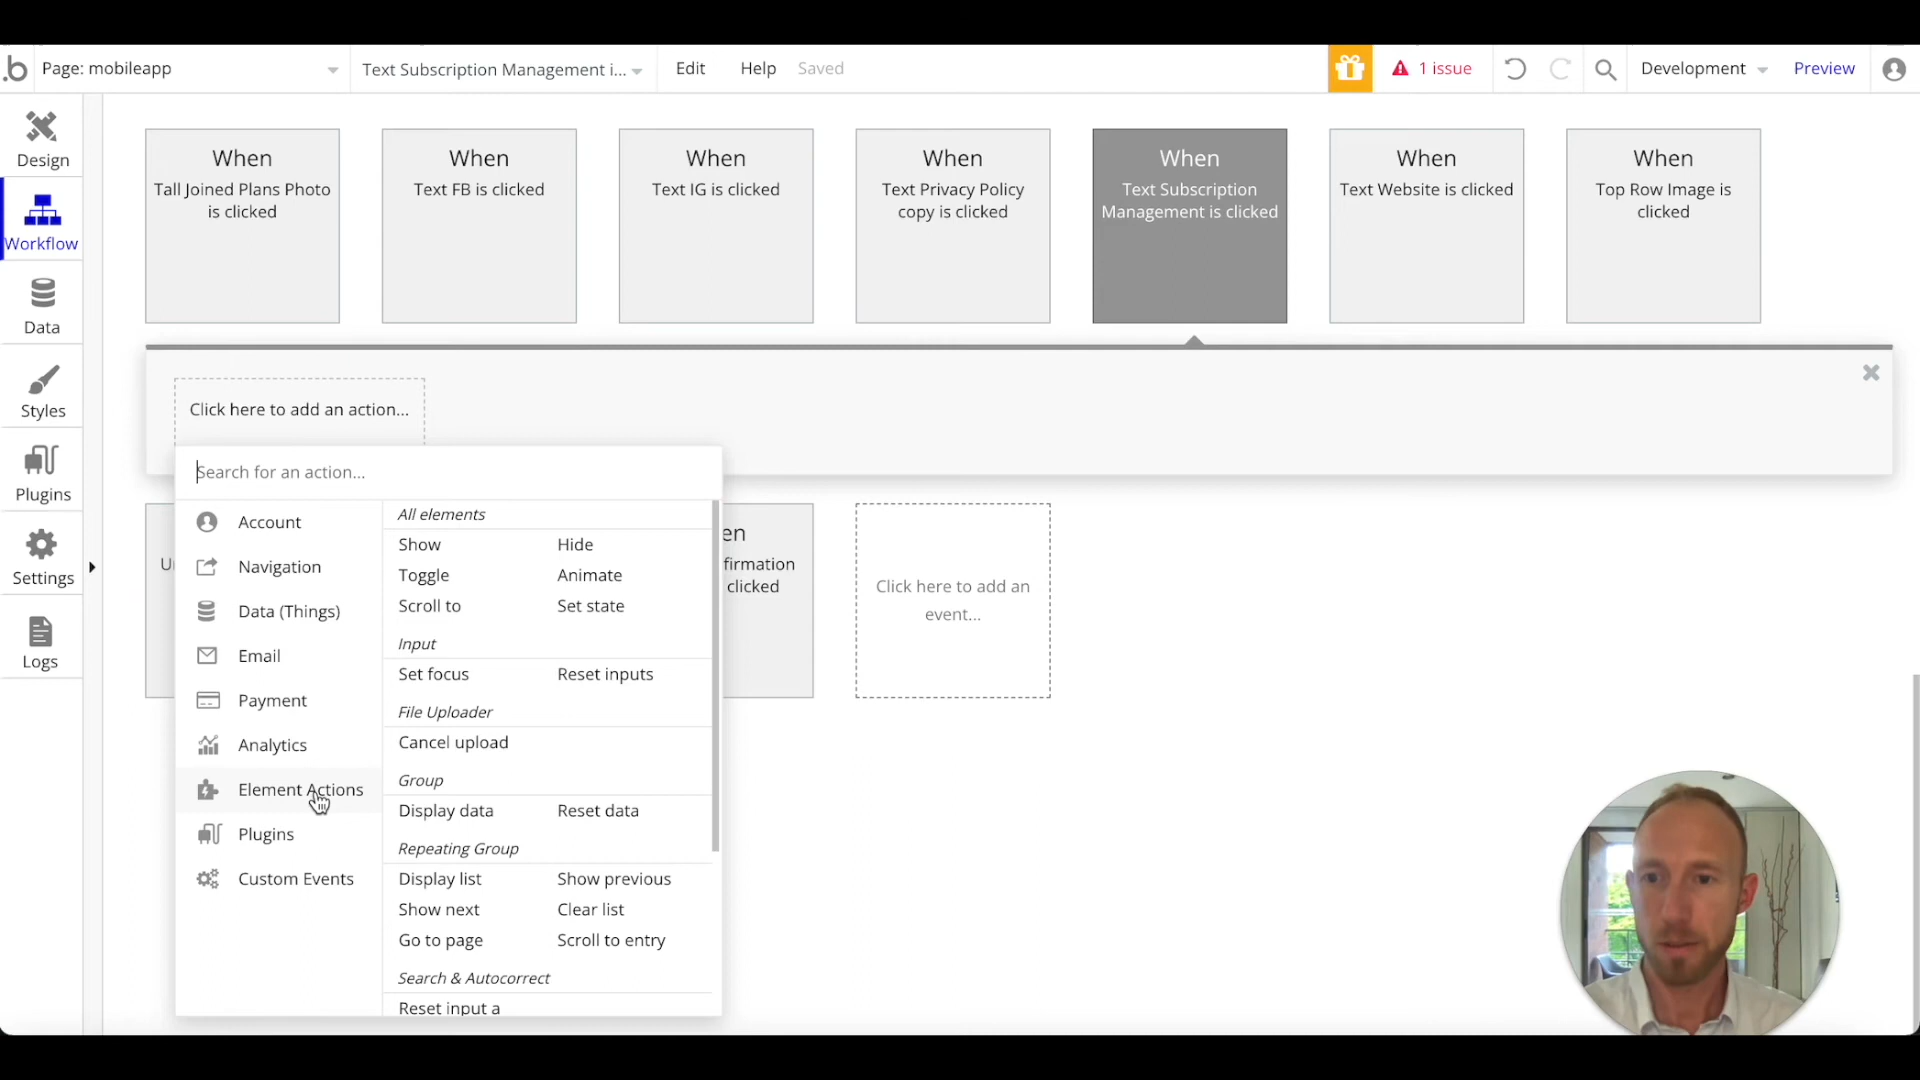 .b Page: mobileapp Text Subscription Management i... Edit Help Saved 1 issue Development Preview
Design
Workflow
Data
Styles
Plugins
Settings
Logs
When
Tall Joined Plans Photo
is clicked
When
Text FB is clicked
When
Text IG is clicked
When
Text Privacy Policy
copy is clicked
When
Text Subscription
Management is clicked
When
Text Website is clicked
When
Top Row Image is
clicked
Click here to add an action...
Search for an action...
Account
Navigation
Data (Things)
Email
Payment
Analytics
Element Actions
Plugins
Custom Events
All elements
Show Hide
Toggle Animate
Scroll to Set state
Input
Set focus Reset inputs
File Uploader
Cancel upload
Group
Display data Reset data
Repeating Group
Display list Show previous
Show next Clear list
Go to page Scroll to entry
Search & Autocorrect
Reset input a
en
firmation
clicked
Click here to add an
event...